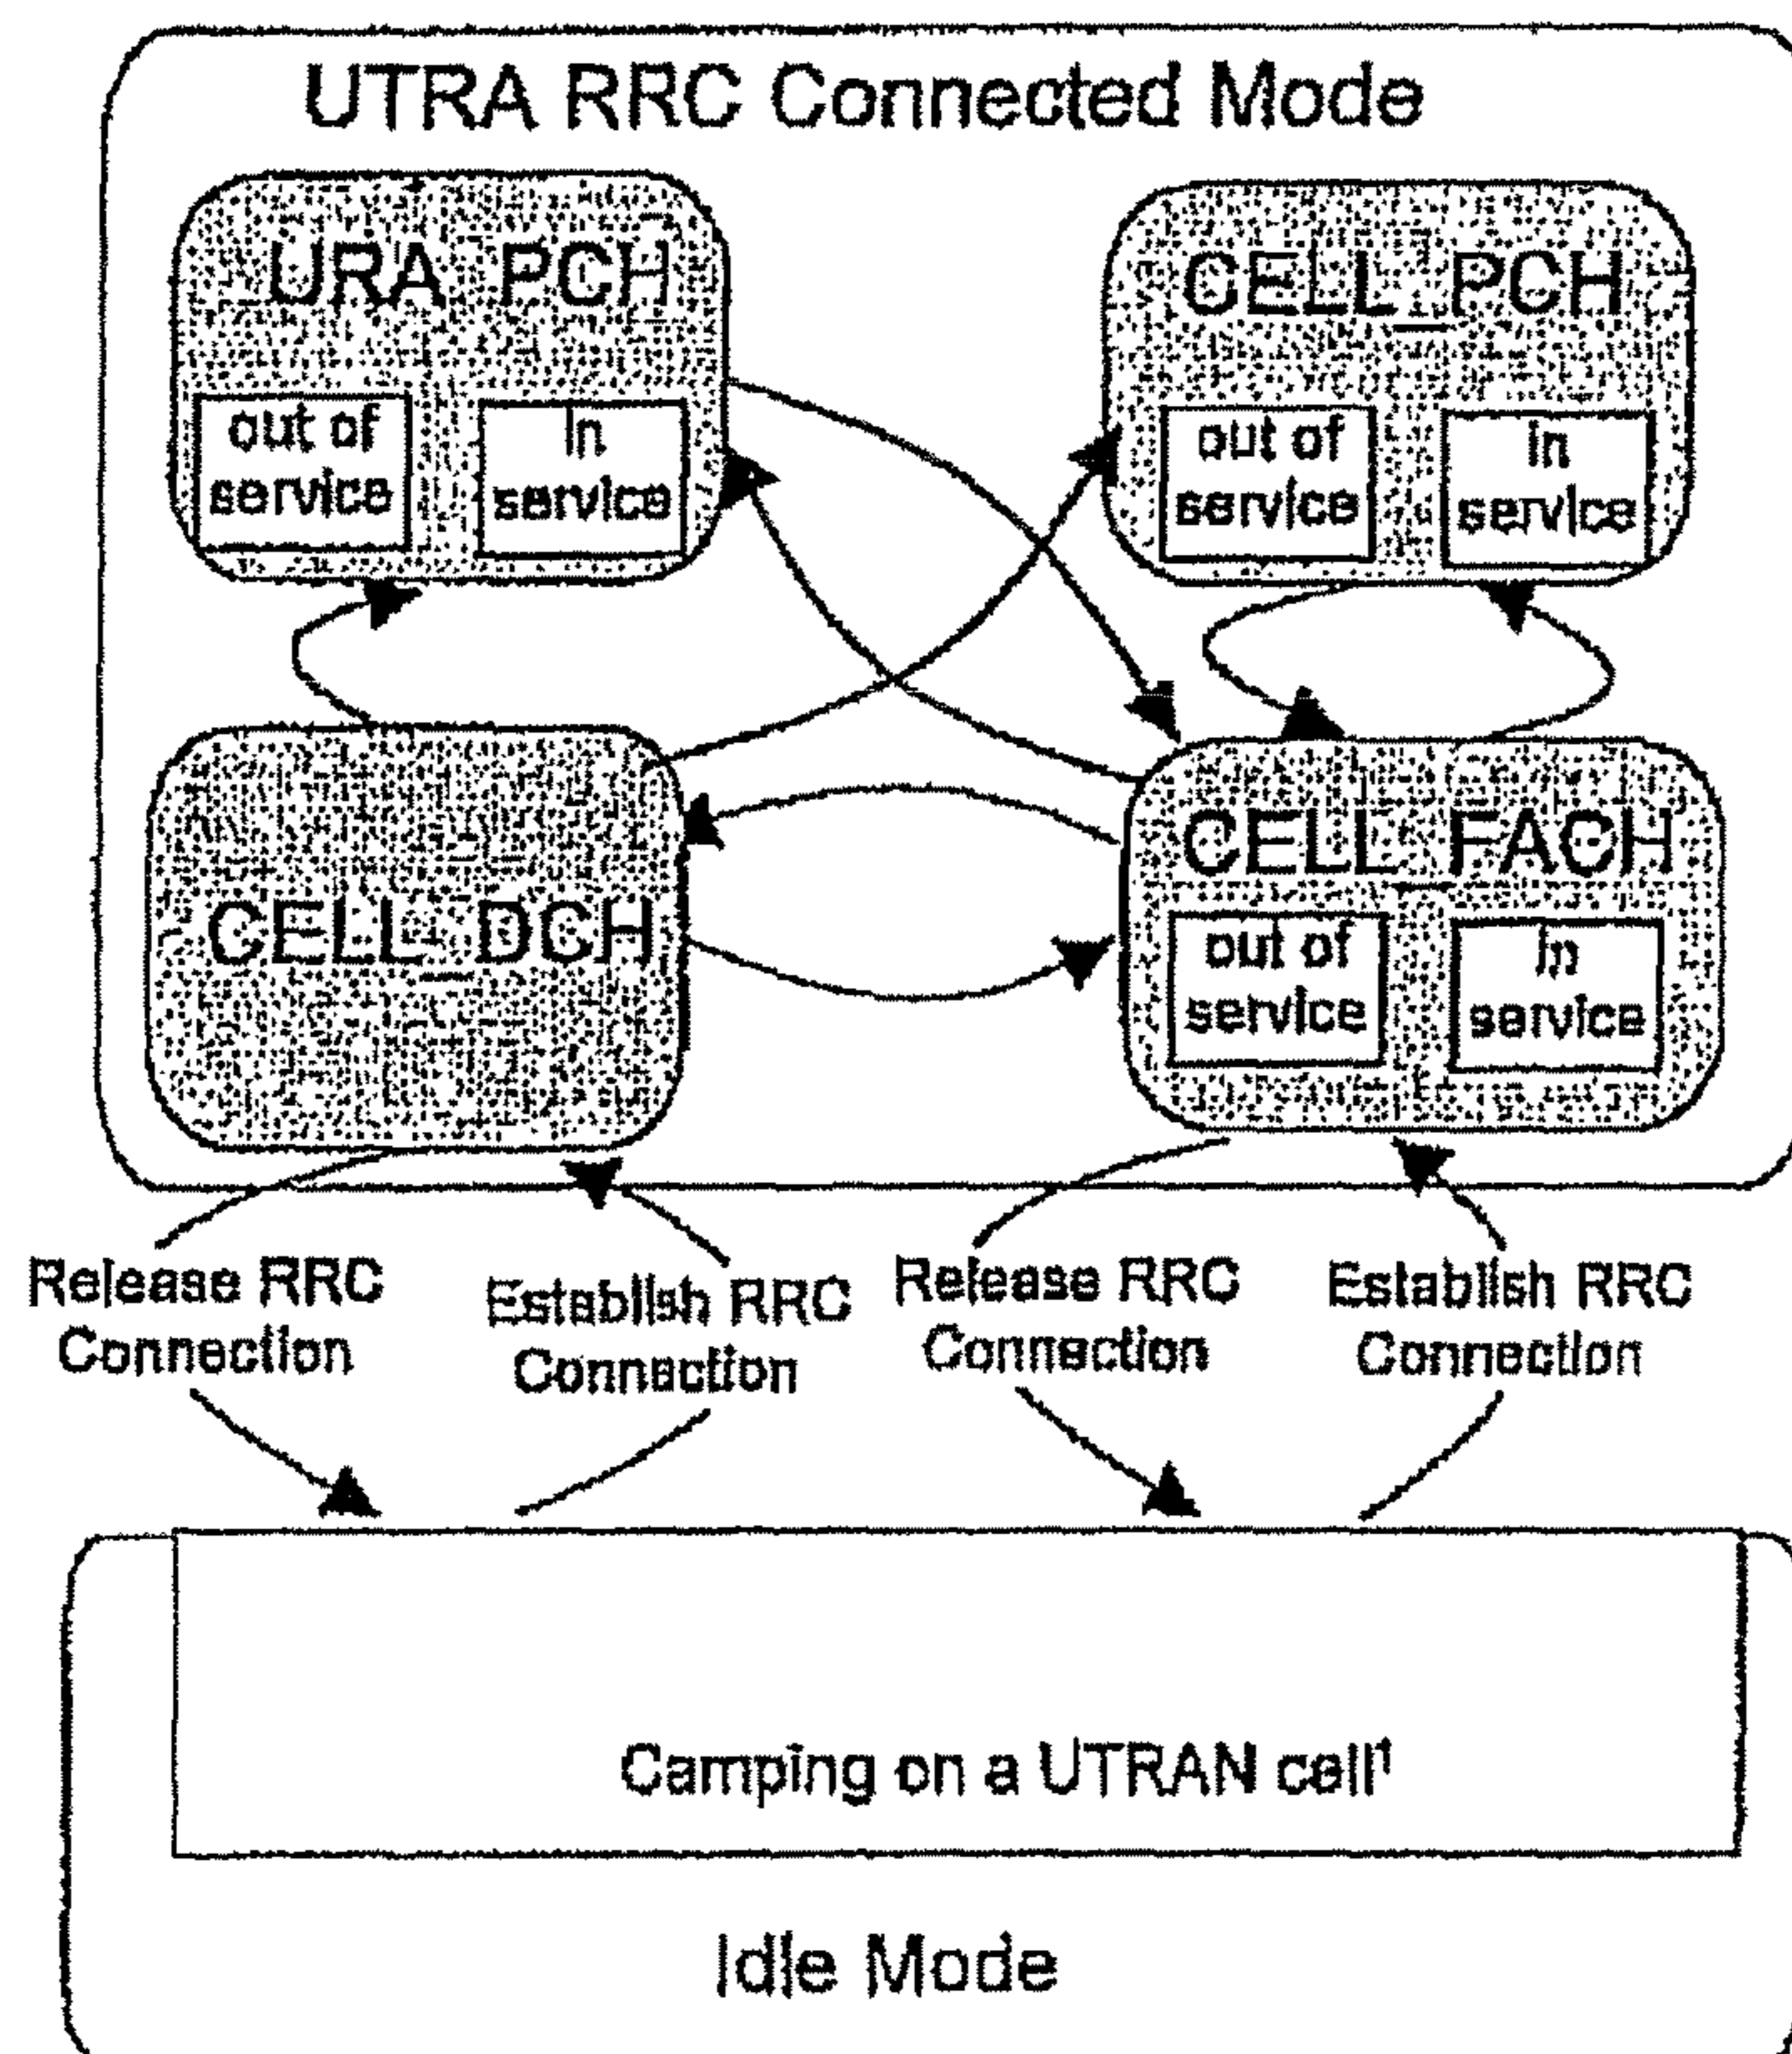 UTRA RRC Connected Mode
URA_PCH
out of
service
in
service
CELL_PCH
out of
service
in
service
CELL_DCH
CELL_FACH
out of
service
in
service
Release RRC
Connection
Establish RRC
Connection
Release RRC
Connection
Establish RRC
Connection
Camping on a UTRAN cell¹
Idle Mode